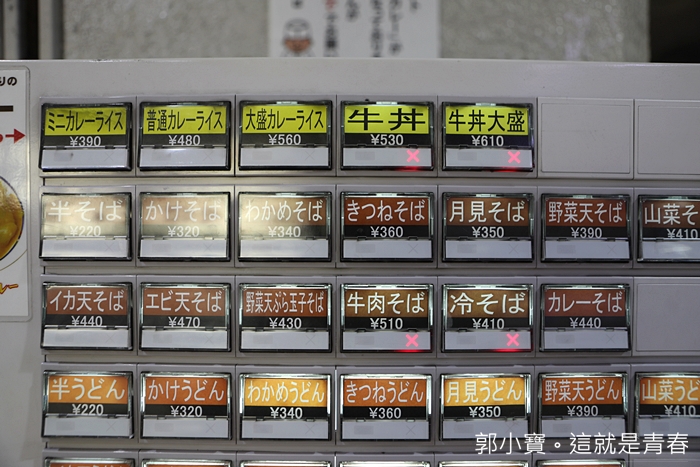 ミニカレーライス
¥390
普通カレーライス
¥480
大盛カレーライス
¥560
牛丼
¥530
牛丼大盛
¥610
半そば
¥220
かけそば
¥320
わかめそば
¥340
きつねそば
¥360
月見そば
¥350
野菜天そば
¥390
山菜そ
¥410
イカ天そば
¥440
エビ天そば
¥470
野菜天ぷら玉子そば
¥430
牛肉そば
¥510
冷そば
¥410
カレーそば
¥440
半うどん
¥220
かけうどん
¥320
わかめうどん
¥340
きつねうどん
¥360
月見うどん
¥350
野菜天うどん
¥390
山菜うど
¥410
郭小寶。這就是青春